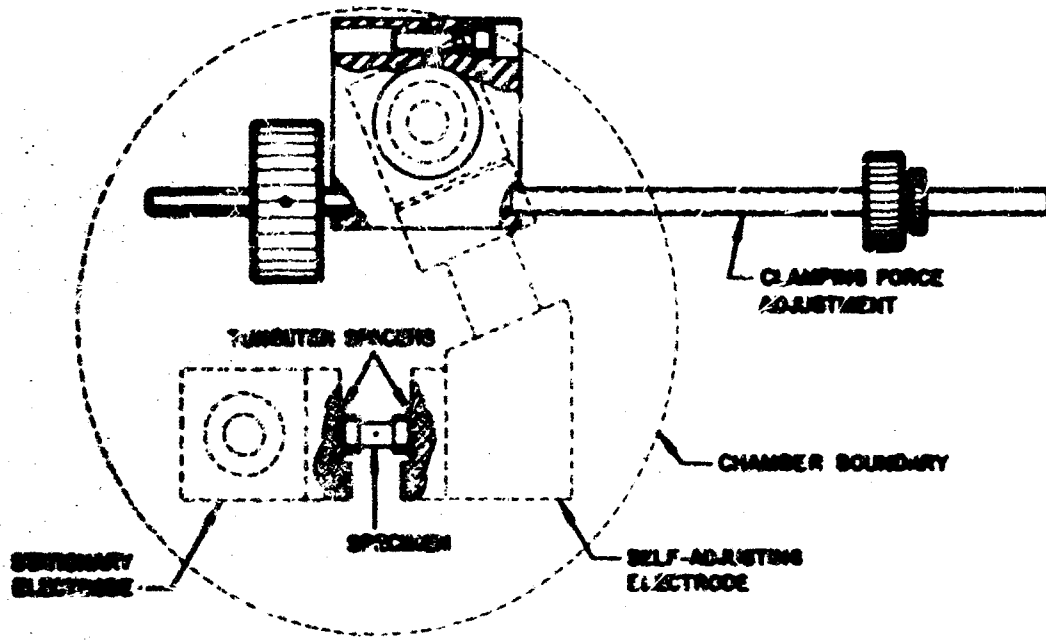 CLAMPING FORCE
ADJUSTMENT
TUNGSTEN SPACERS
CHAMBER BOUNDARY
SPECIMEN
STATIONARY
ELECTRODE
SELF-ADJUSTING
ELECTRODE